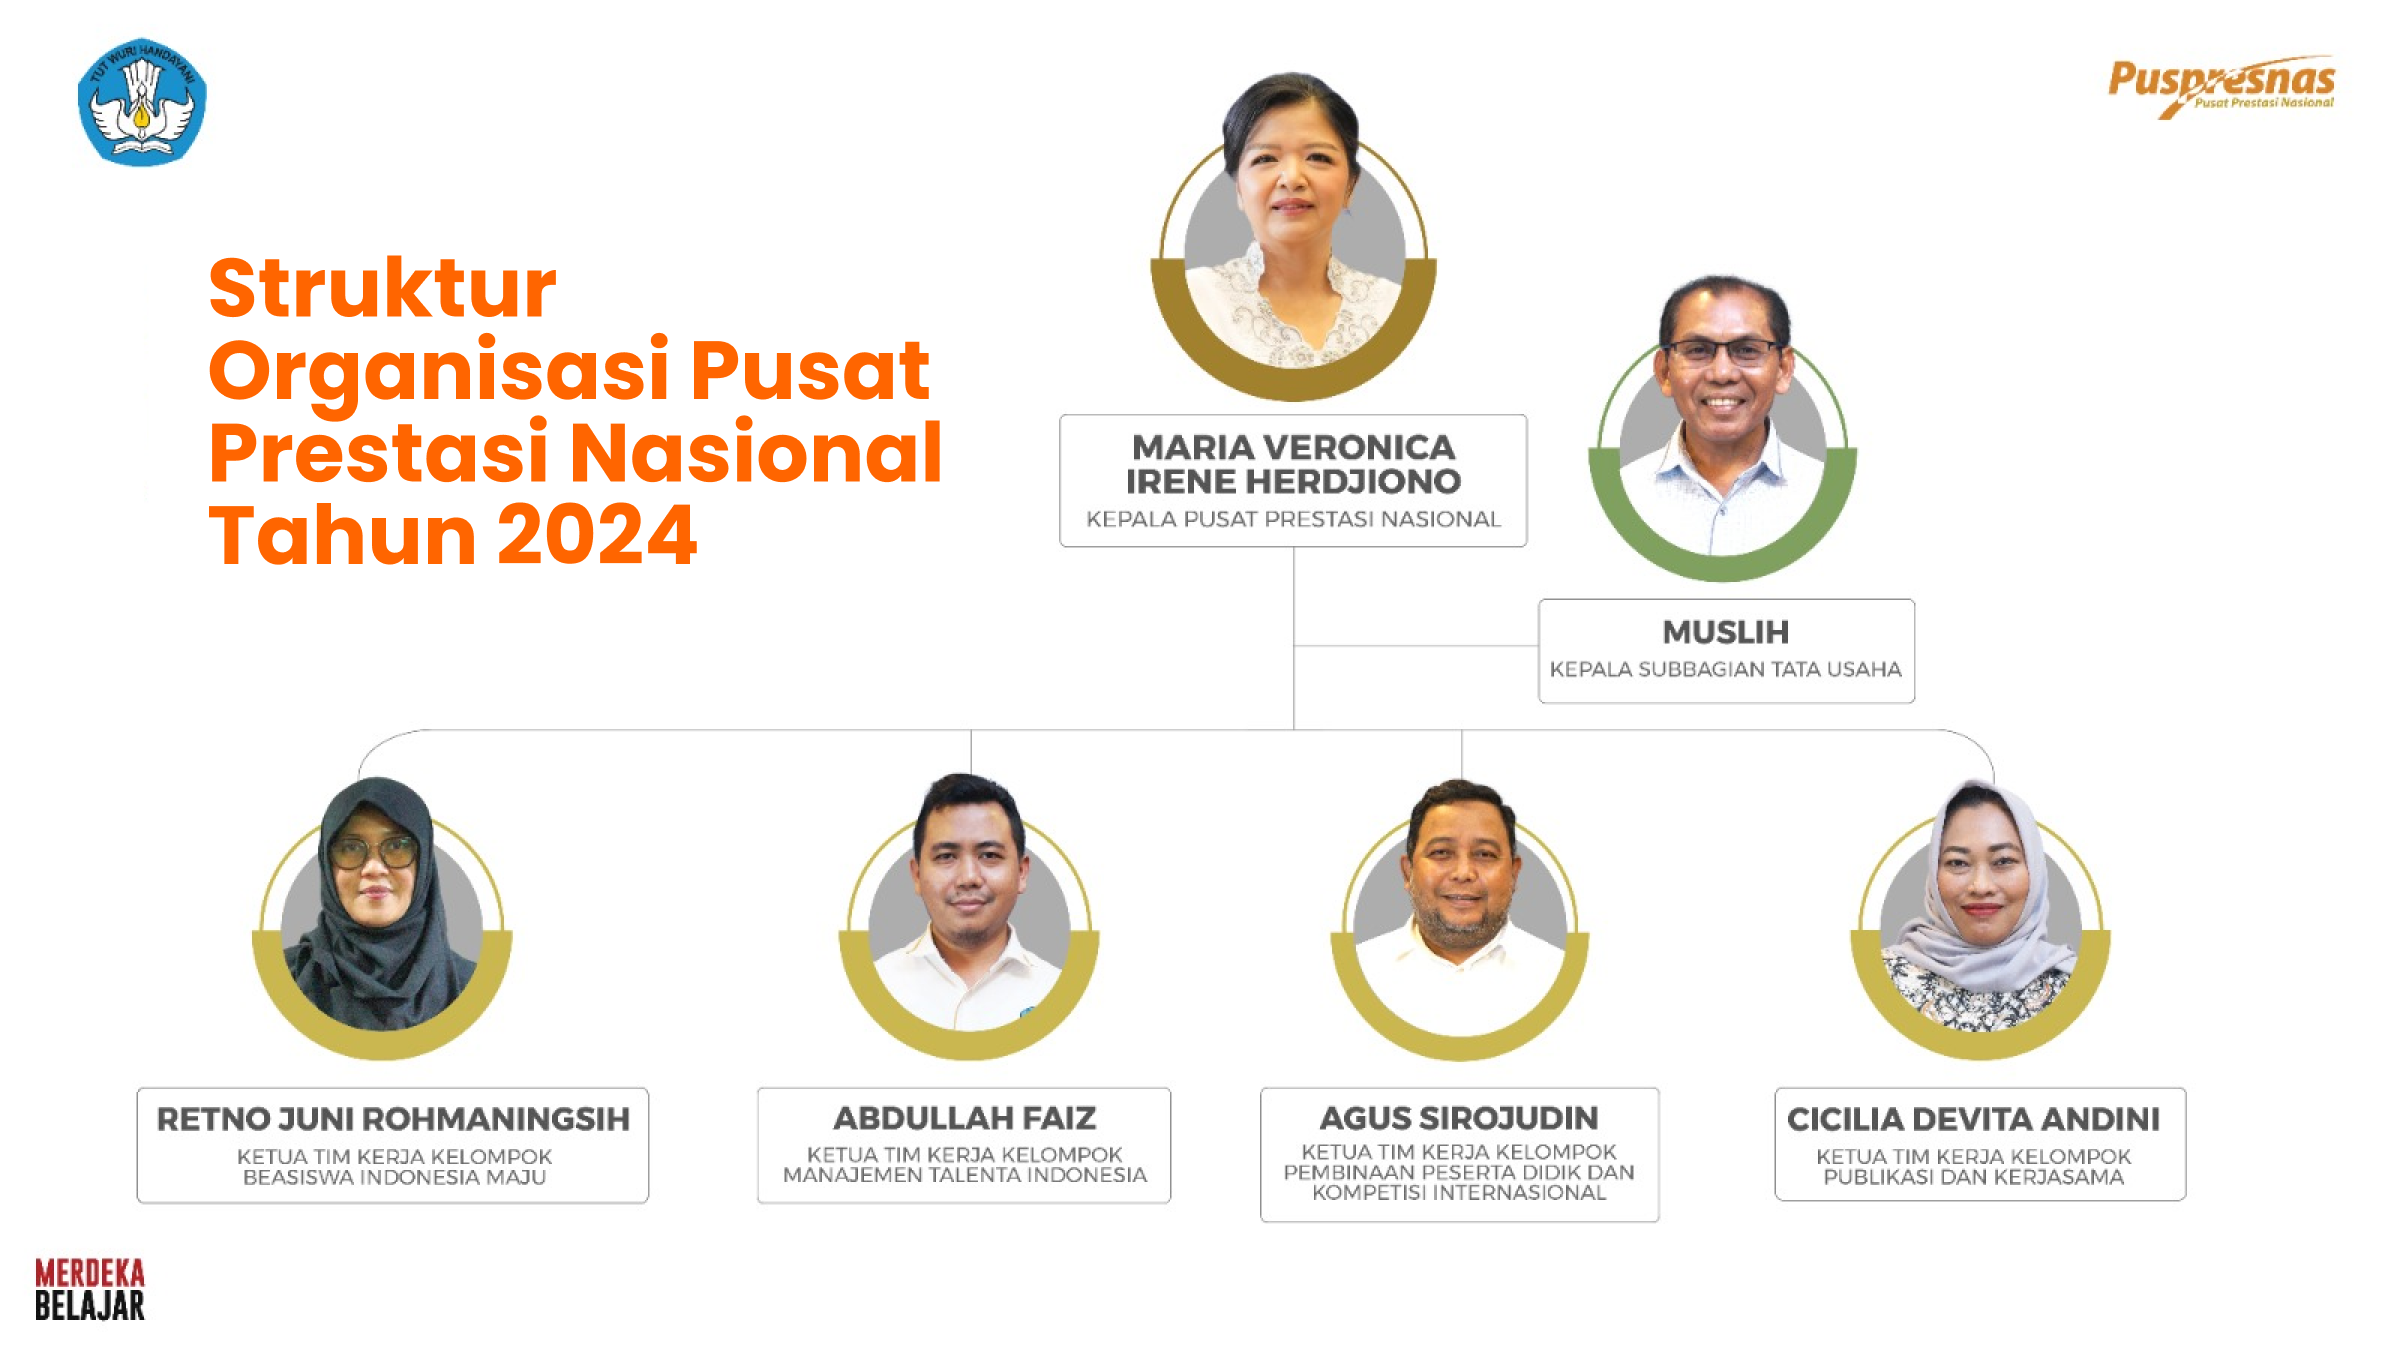 TUT WURI HANDAYANI
Puspresnas
Pusat Prestasi Nasional
Struktur
Organisasi Pusat
Prestasi Nasional
Tahun 2024
MARIA VERONICA
IRENE HERDJIONO
KEPALA PUSAT PRESTASI NASIONAL
MUSLIH
KEPALA SUBBAGIAN TATA USAHA
RETNO JUNI ROHMANINGSIH
KETUA TIM KERJA KELOMPOK
BEASISWA INDONESIA MAJU
ABDULLAH FAIZ
KETUA TIM KERJA KELOMPOK
MANAJEMEN TALENTA INDONESIA
AGUS SIROJUDIN
KETUA TIM KERJA KELOMPOK
PEMBINAAN PESERTA DIDIK DAN
KOMPETISI INTERNASIONAL
CICILIA DEVITA ANDINI
KETUA TIM KERJA KELOMPOK
PUBLIKASI DAN KERJASAMA
MERDEKA
BELAJAR